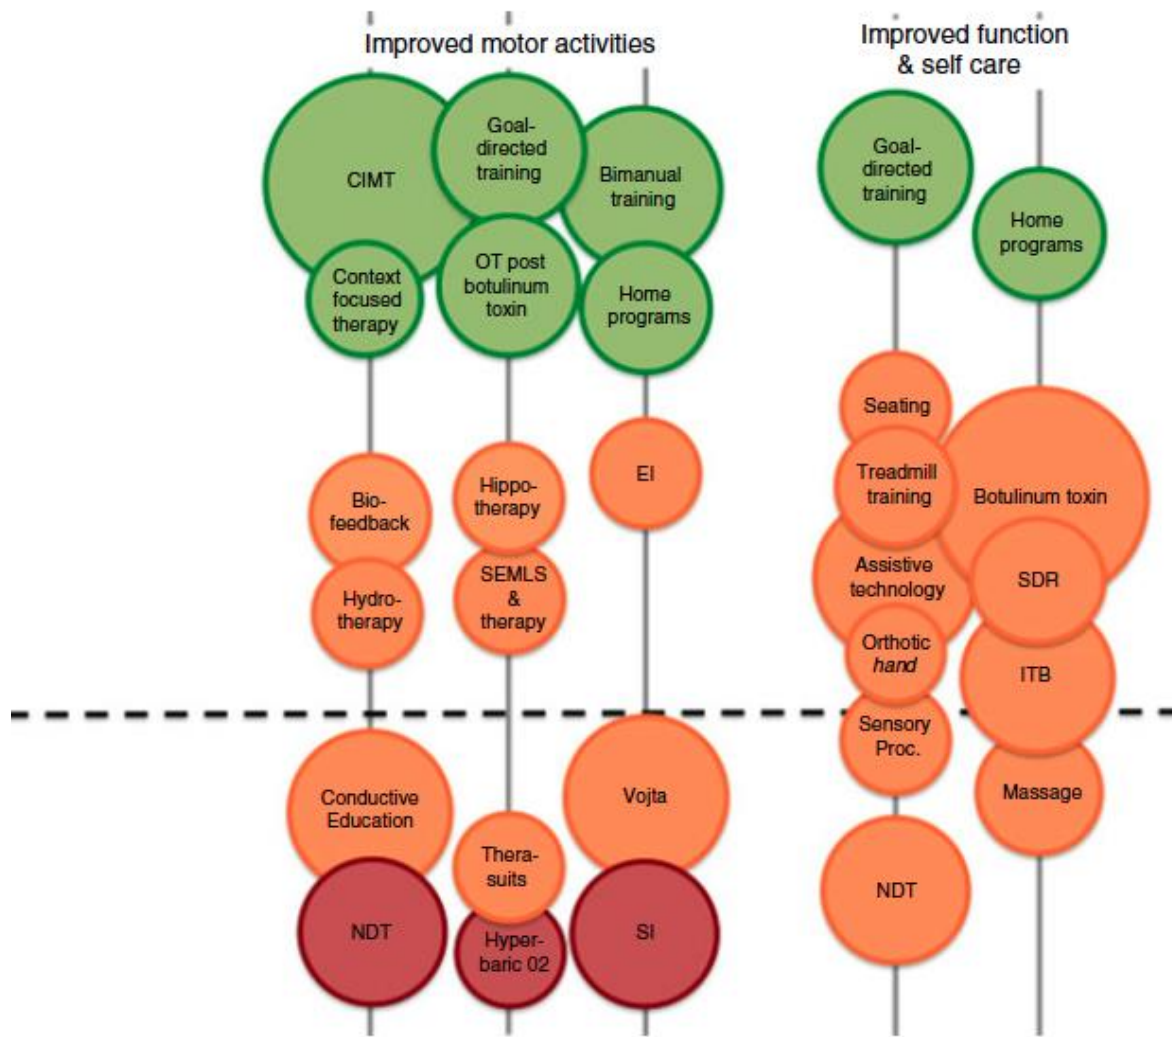 Improved motor activities
Improved function
& self care
CIMT
Goal-
directed
training
Bimanual
training
Context
focused
therapy
OT post
botulinum
toxin
Home
programs
Bio-
feedback
Hippo-
therapy
EI
Hydro-
therapy
SEMLS
&
therapy
Conductive
Education
Vojta
Thera-
suits
NDT
Hyper-
baric 02
SI
Goal-
directed
training
Home
programs
Seating
Treadmill
training
Botulinum toxin
Assistive
technology
SDR
Orthotic
hand
ITB
Sensory
Proc.
Massage
NDT